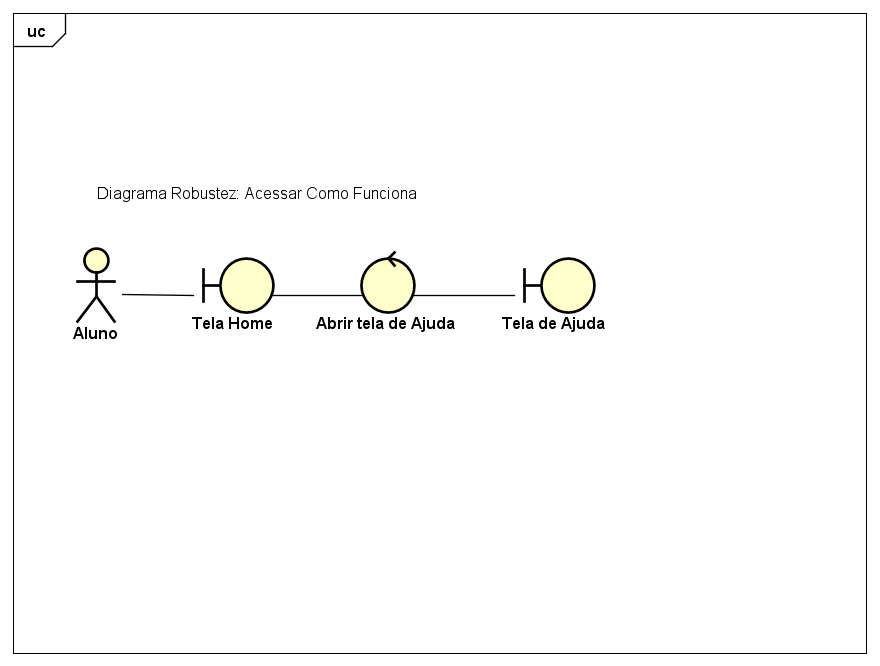 uc
Diagrama Robustez: Acessar Como Funciona
Aluno
Tela Home
Abrir tela de Ajuda
Tela de Ajuda